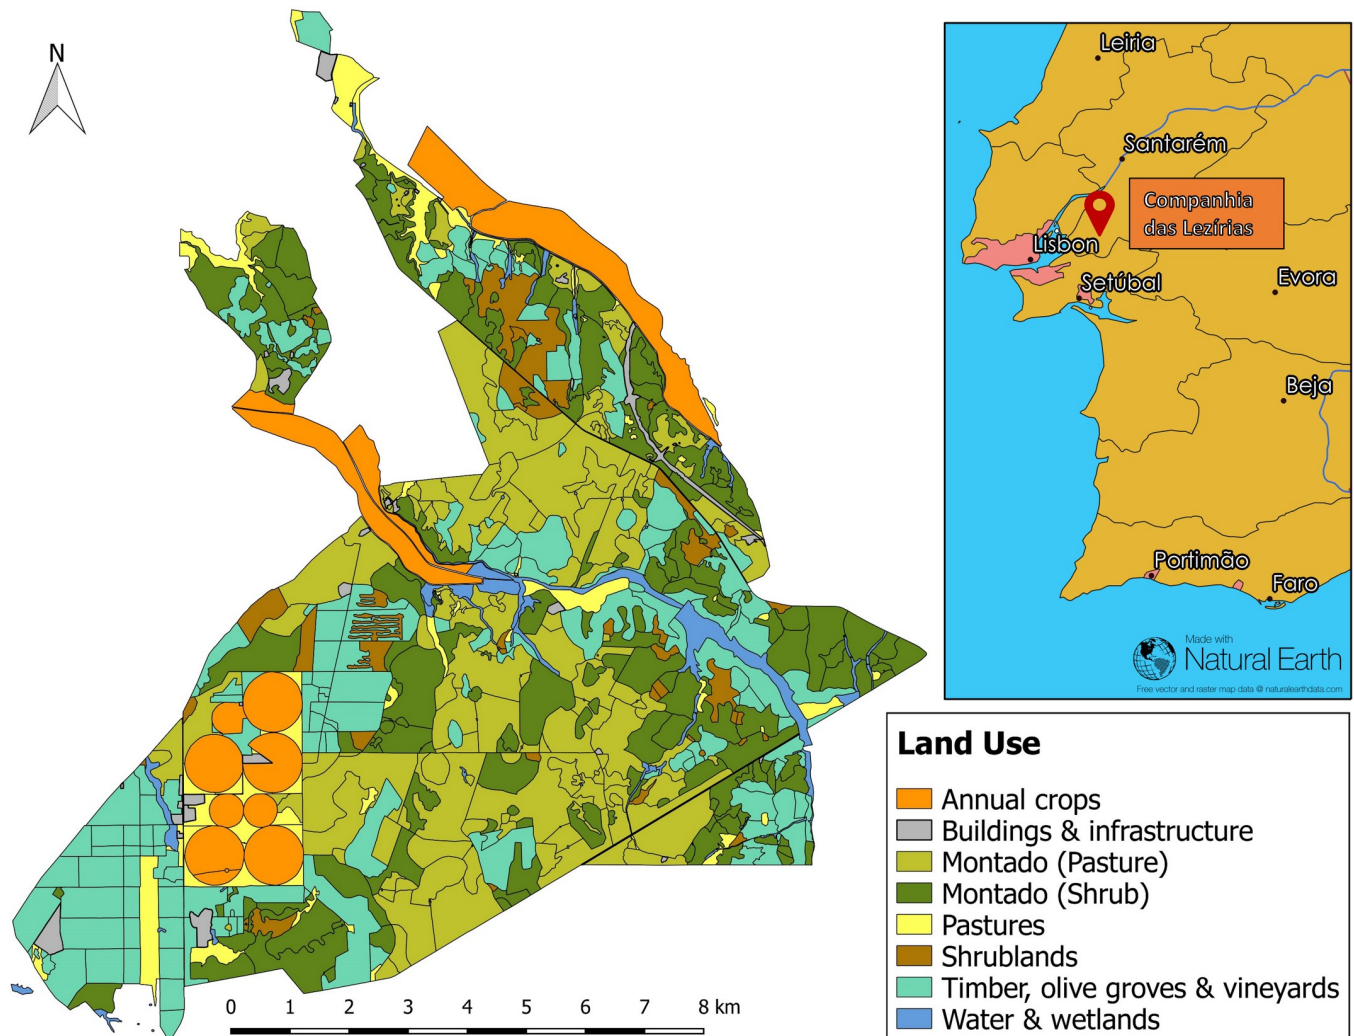 N
Leiria
Santarém
Companhia
das Lezírias
Lisbon
Setúbal
Evora
Beja
Portimão
Faro
Made with
Natural Earth
Free vector and raster map data @ naturalearthdata.com
Land Use
Annual crops
Buildings & infrastructure
Montado (Pasture)
Montado (Shrub)
Pastures
Shrublands
Timber, olive groves & vineyards
Water & wetlands
0 1 2 3 4 5 6 7 8 km